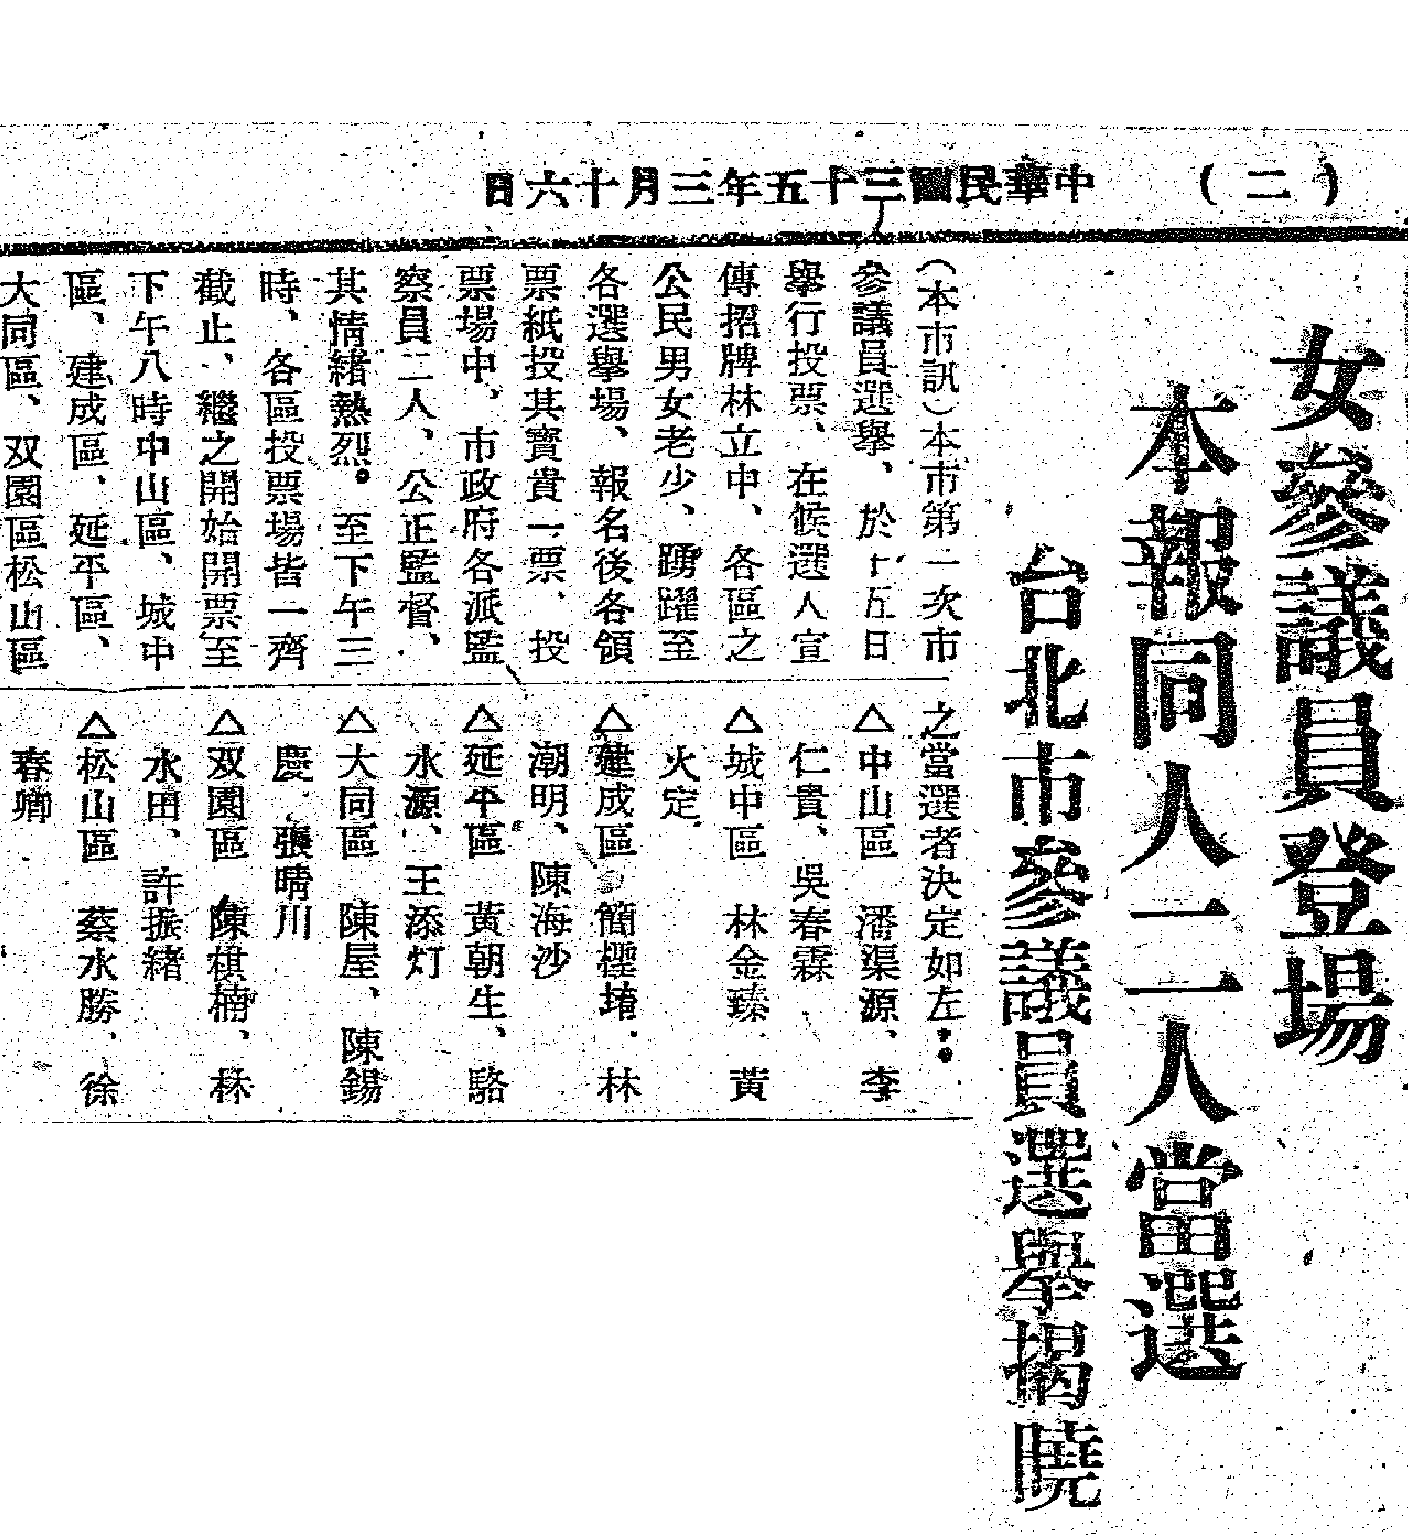 (二)
中華民國三十五年三月十六日
女參議員登場
本報同人二一人當選
台北市參議員選舉揭曉
（本市訊）本市第一次市
參議員選舉、於十五日
舉行投票、在候選人宣
傳招牌林立中、各區之
公民男女老少、踴躍至
各選舉場、報名後各領
票紙投其寶貴一票、投
票場中、市政府各派監
察員二人、公正監督、
其情緒熱烈。至下午三
時、各區投票場皆一齊
截止、繼之開始開票至
下午八時中山區、城中
區、建成區、延平區、
大同區、双園區松山區
之當選者決定如左：
△中山區 潘渠源、李
仁貴、吳春霖
△城中區 林金臻、黃
火定
△建成區 簡檉堉、林
潮明、陳海沙
△延平區 黃朝生、駱
水源、王添灯
△大同區 陳屋、陳錫
慶、張晴川
△双園區 陳棋楠、林
水田、許振緒
△松山區 蔡水勝、徐
春卿